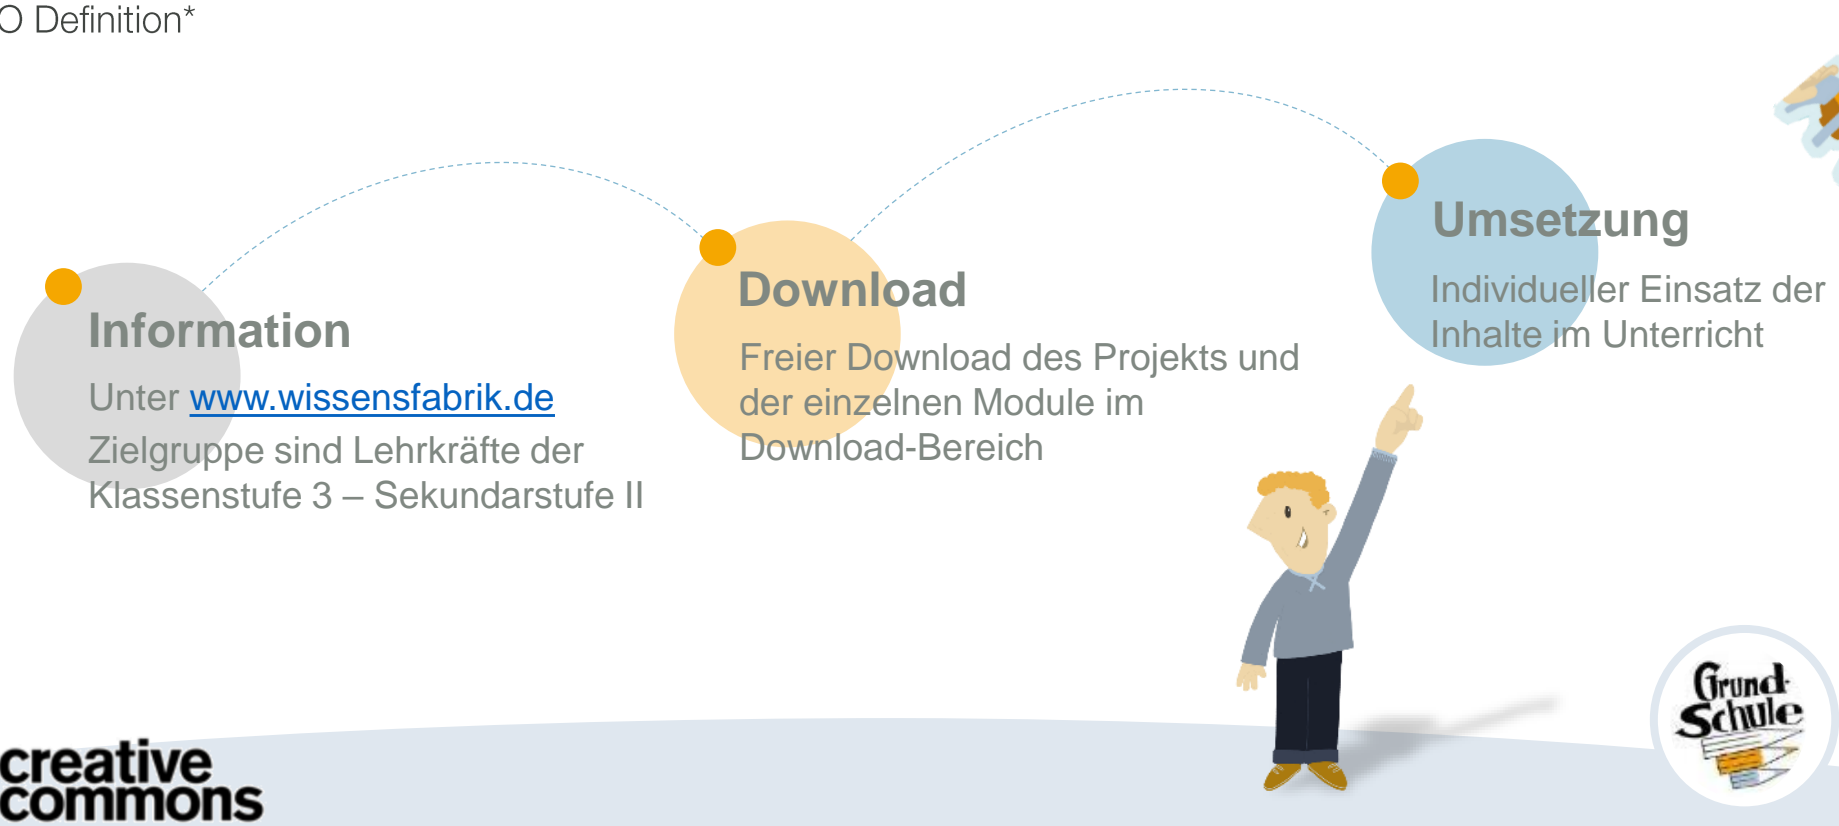 O Definition*
Information
Unter www.wissensfabrik.de
Zielgruppe sind Lehrkräfte der
Klassenstufe 3 – Sekundarstufe II
Download
Freier Download des Projekts und
der einzelnen Module im
Download-Bereich
Umsetzung
Individueller Einsatz der
Inhalte im Unterricht
Grund-
Schule
creative
commons